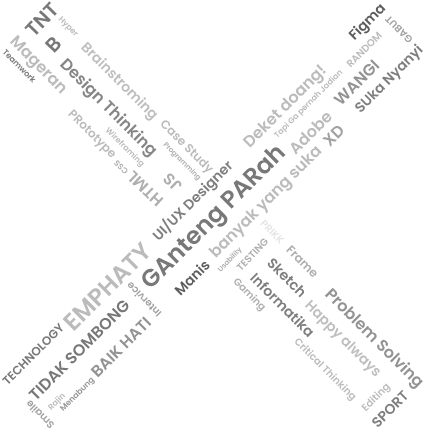 TNT
Hyper
B
Mageran
Teamwork
Brainstroming
Design Thinking
PRototype
Wireframing
Case Study
Programming
JS
HTML
css
Figma
GABUT
RANDOM
SUka Nyanyi
WANGI
Deket doang!
Tapi Ga pernah Jadian
Adobe
XD
UI/UX Designer
GAnteng PARah
banyak yang suka
EMPHATY
Manis
Usability
TESTING
PRIKK
Frame
Sketch
Informatika
Gaming
Intervice
TECHNOLOGY
TIDAK SOMBONG
BAIK HATI
Rajin
Menabung
Smalie
Problem Solving
Happy always
Critical Thinking
Editing
SPORT